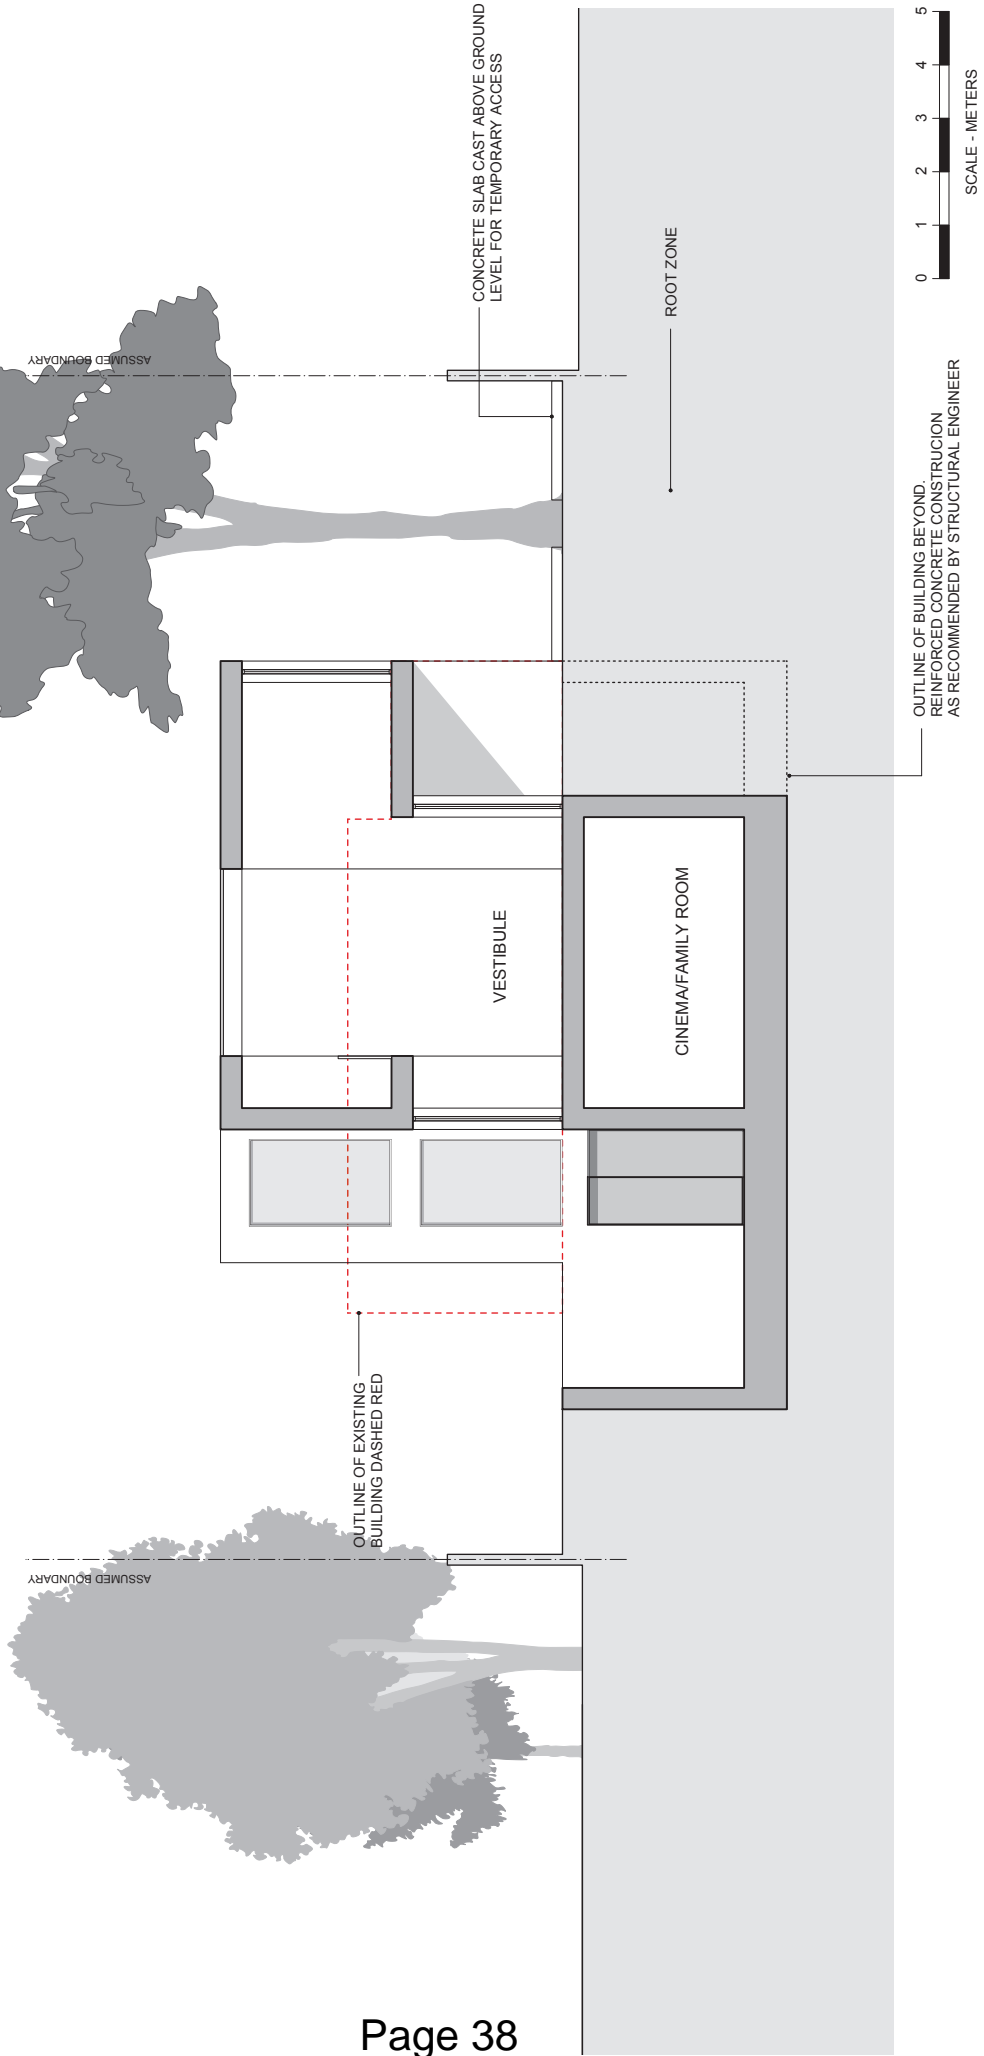 ASSUMED BOUNDARY
ASSUMED BOUNDARY
OUTLINE OF EXISTING
BUILDING DASHED RED
CONCRETE SLAB CAST ABOVE GROUND
LEVEL FOR TEMPORARY ACCESS
VESTIBULE
CINEMA/FAMILY ROOM
ROOT ZONE
OUTLINE OF BUILDING BEYOND.
REINFORCED CONCRETE CONSTRUCION
AS RECOMMENDED BY STRUCTURAL ENGINEER
0 1 2 3 4 5
SCALE - METERS
Page 38